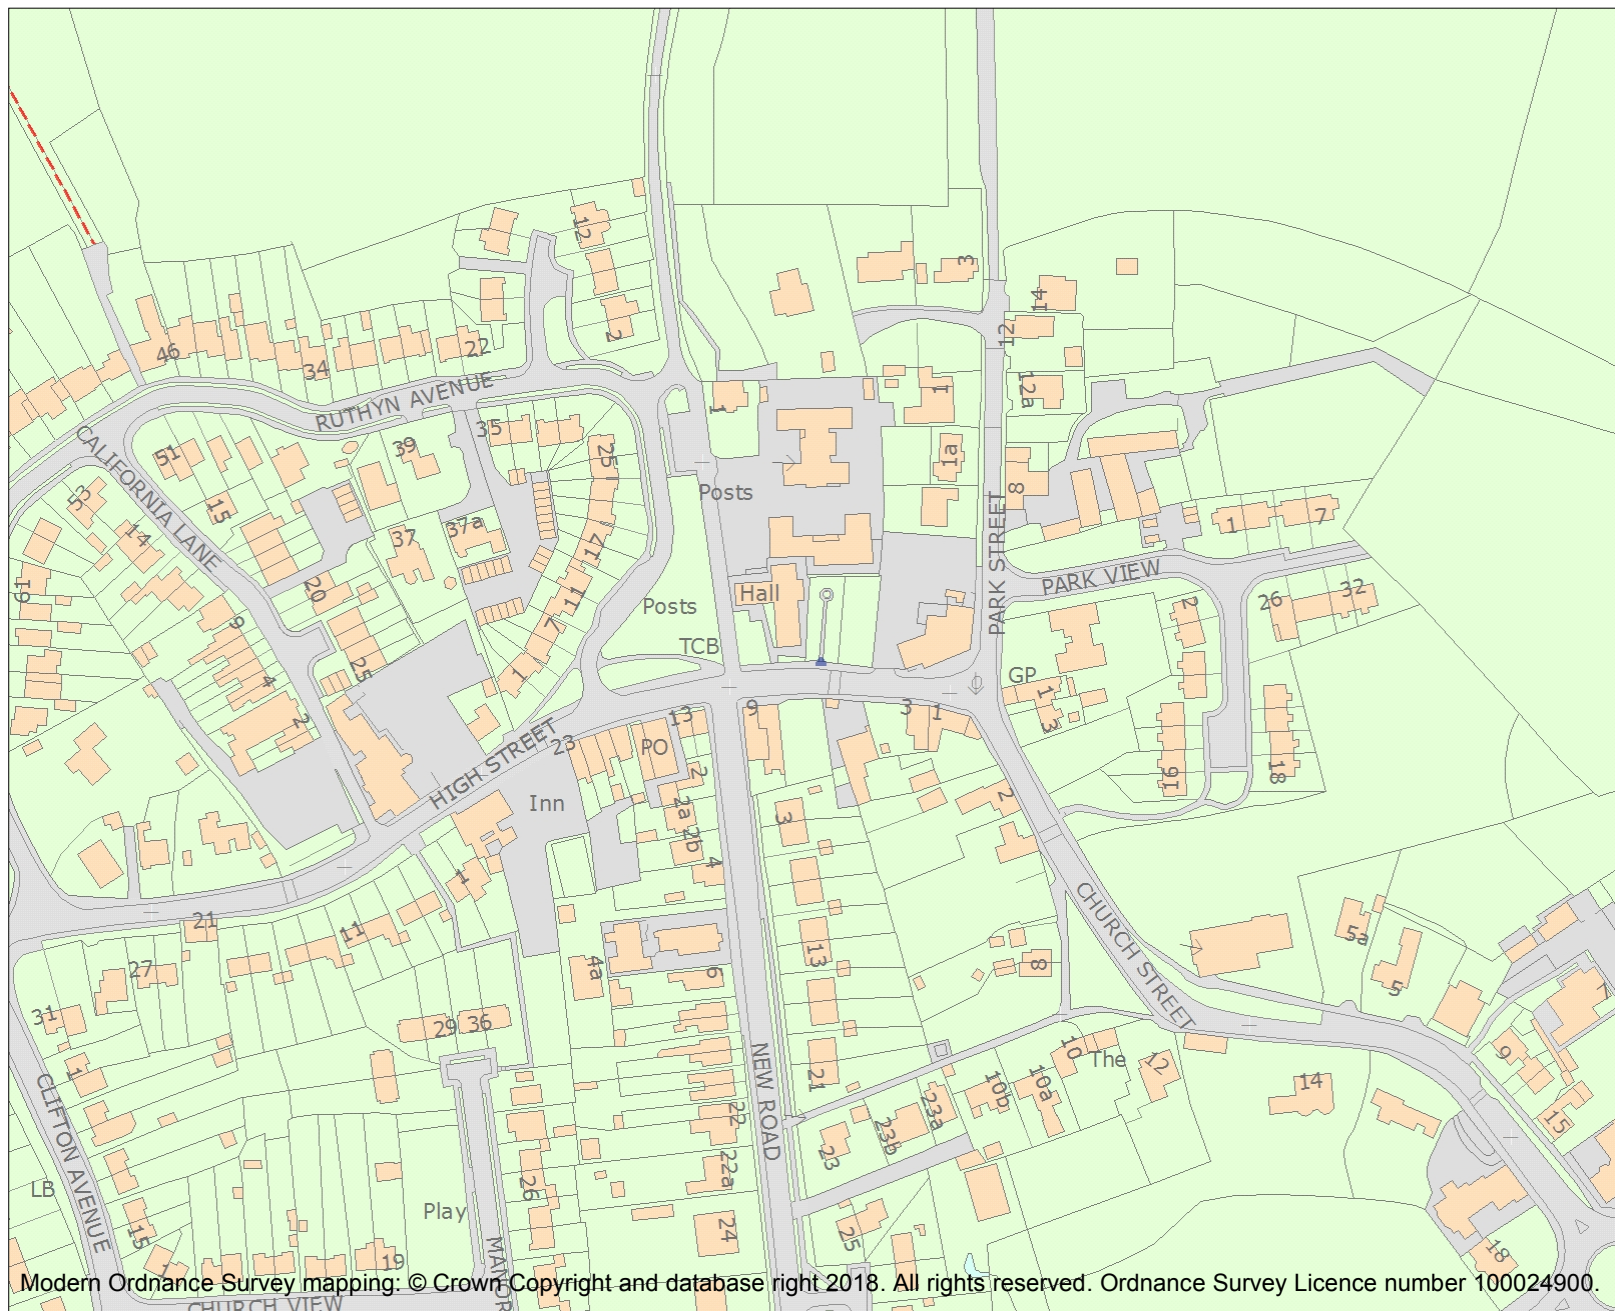 12
3
14
2
12
46
22
34
12a
1
1
RUTHYN AVENUE
35
CALIFORNIA LANE
39
25
1a
51
53
Posts
8
15
PARK STREET
1
7
14
37
37a
17
PARK VIEW
61
20
Hall
11
Posts
2
26
32
9
7
TCB
25
4
1
GP
1
3
2
HIGH STREET
23
13
9
3
1
PO
2
16
18
Inn
2a
2
3
2b
4
1
CHURCH STREET
21
11
5a
27
4a
6
13
8
5
7
31
29
36
NEW ROAD
10
The
9
1
21
10b
10a
12
14
CLIFTON AVENUE
22
23a
23b
15
23
LB
22a
26
Play
15
24
25
18
MANOR
1
19
Modern Ordnance Survey mapping: © Crown Copyright and database right 2018. All rights reserved. Ordnance Survey Licence number 100024900.
CHURCH VIEW